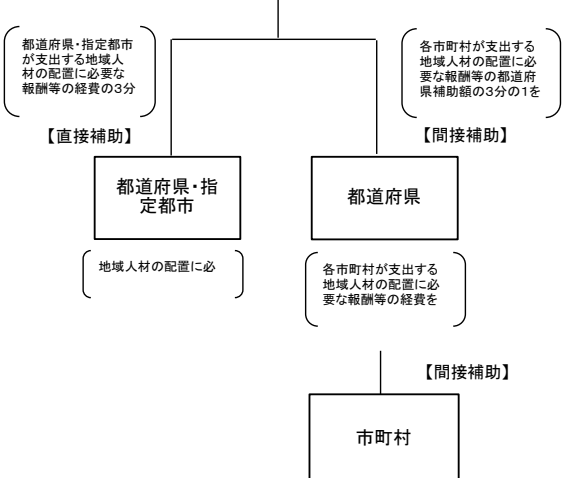 都道府県・指定都市
が支出する地域人
材の配置に必要な
報酬等の経費の3分
各市町村が支出する
地域人材の配置に必
要な報酬等の都道府
県補助額の3分の1を
【直接補助】
【間接補助】
都道府県・指
定都市
都道府県
地域人材の配置に必
各市町村が支出する
地域人材の配置に必
要な報酬等の経費を
【間接補助】
市町村